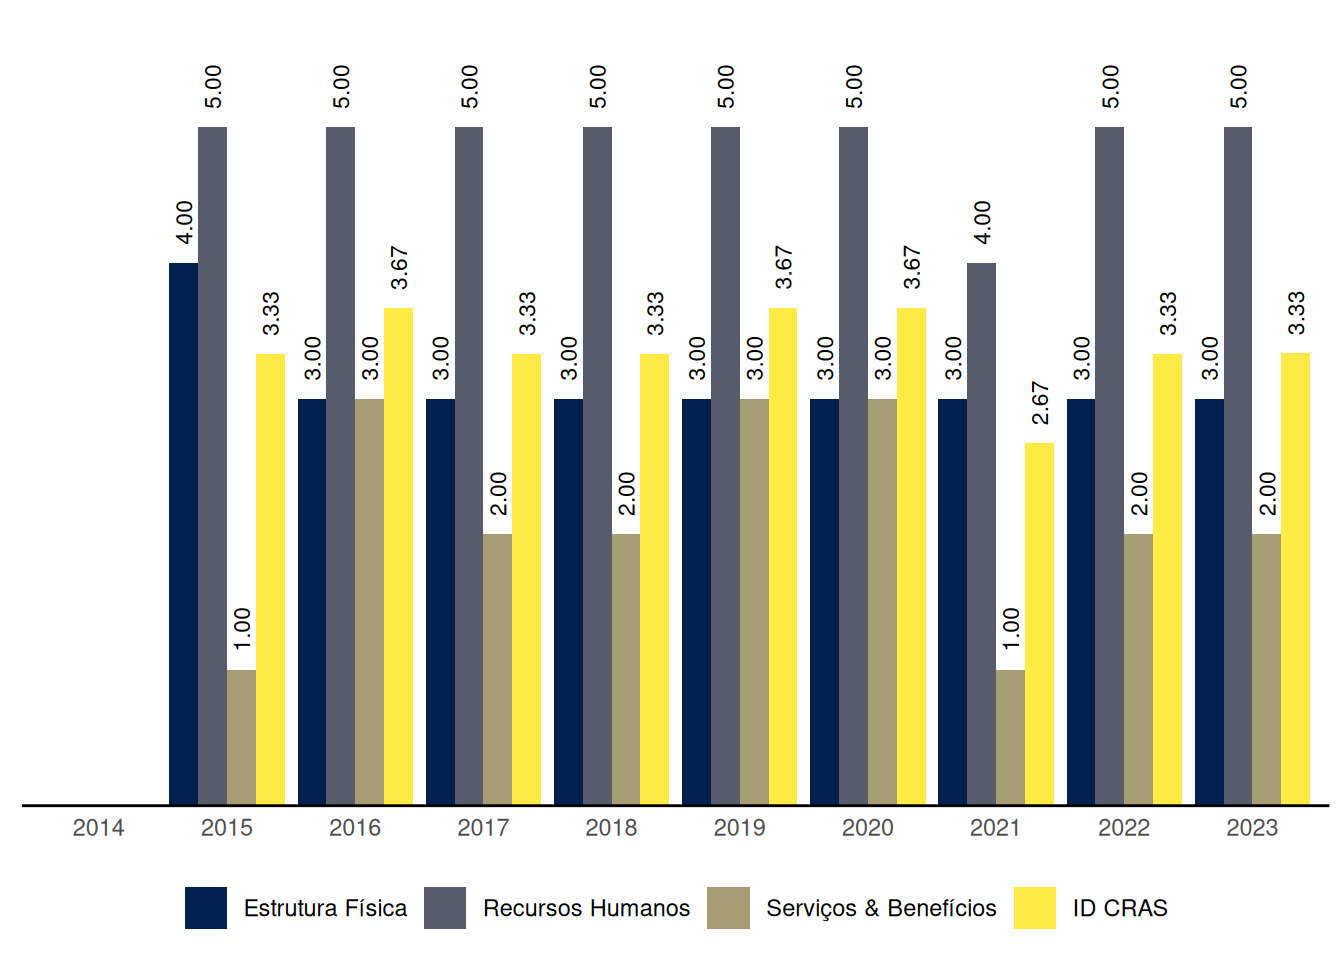 5.00 5.00 5.00 5.00 5.00 5.00 5.00 5.00
4.00 4.00
3.67 3.67 3.67
3.33 3.33 3.33 3.33 3.33
3.00 3.00 3.00 3.00 3.00 3.00 3.00 3.00 3.00 3.00 3.00
2.67
2.00 2.00 2.00 2.00
1.00 1.00
2014 2015 2016 2017 2018 2019 2020 2021 2022 2023
Estrutura Física Recursos Humanos Serviços & Benefícios ID CRAS